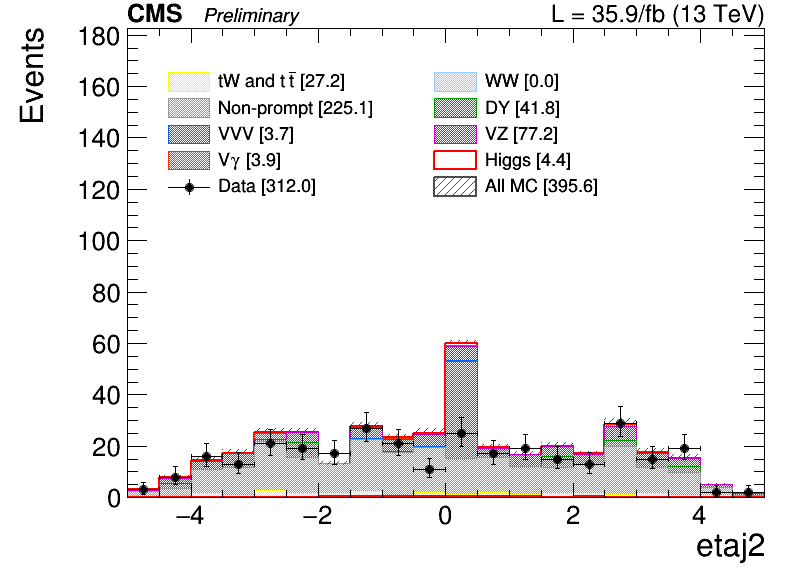 CMS Preliminary L = 35.9/fb (13 TeV)
Events
180
160
140
120
100
80
60
40
20
0
tW and t t̅ [27.2]
Non-prompt [225.1]
VVV [3.7]
Vγ [3.9]
Data [312.0]
WW [0.0]
DY [41.8]
VZ [77.2]
Higgs [4.4]
All MC [395.6]
−4 −2 0 2 4
etaj2